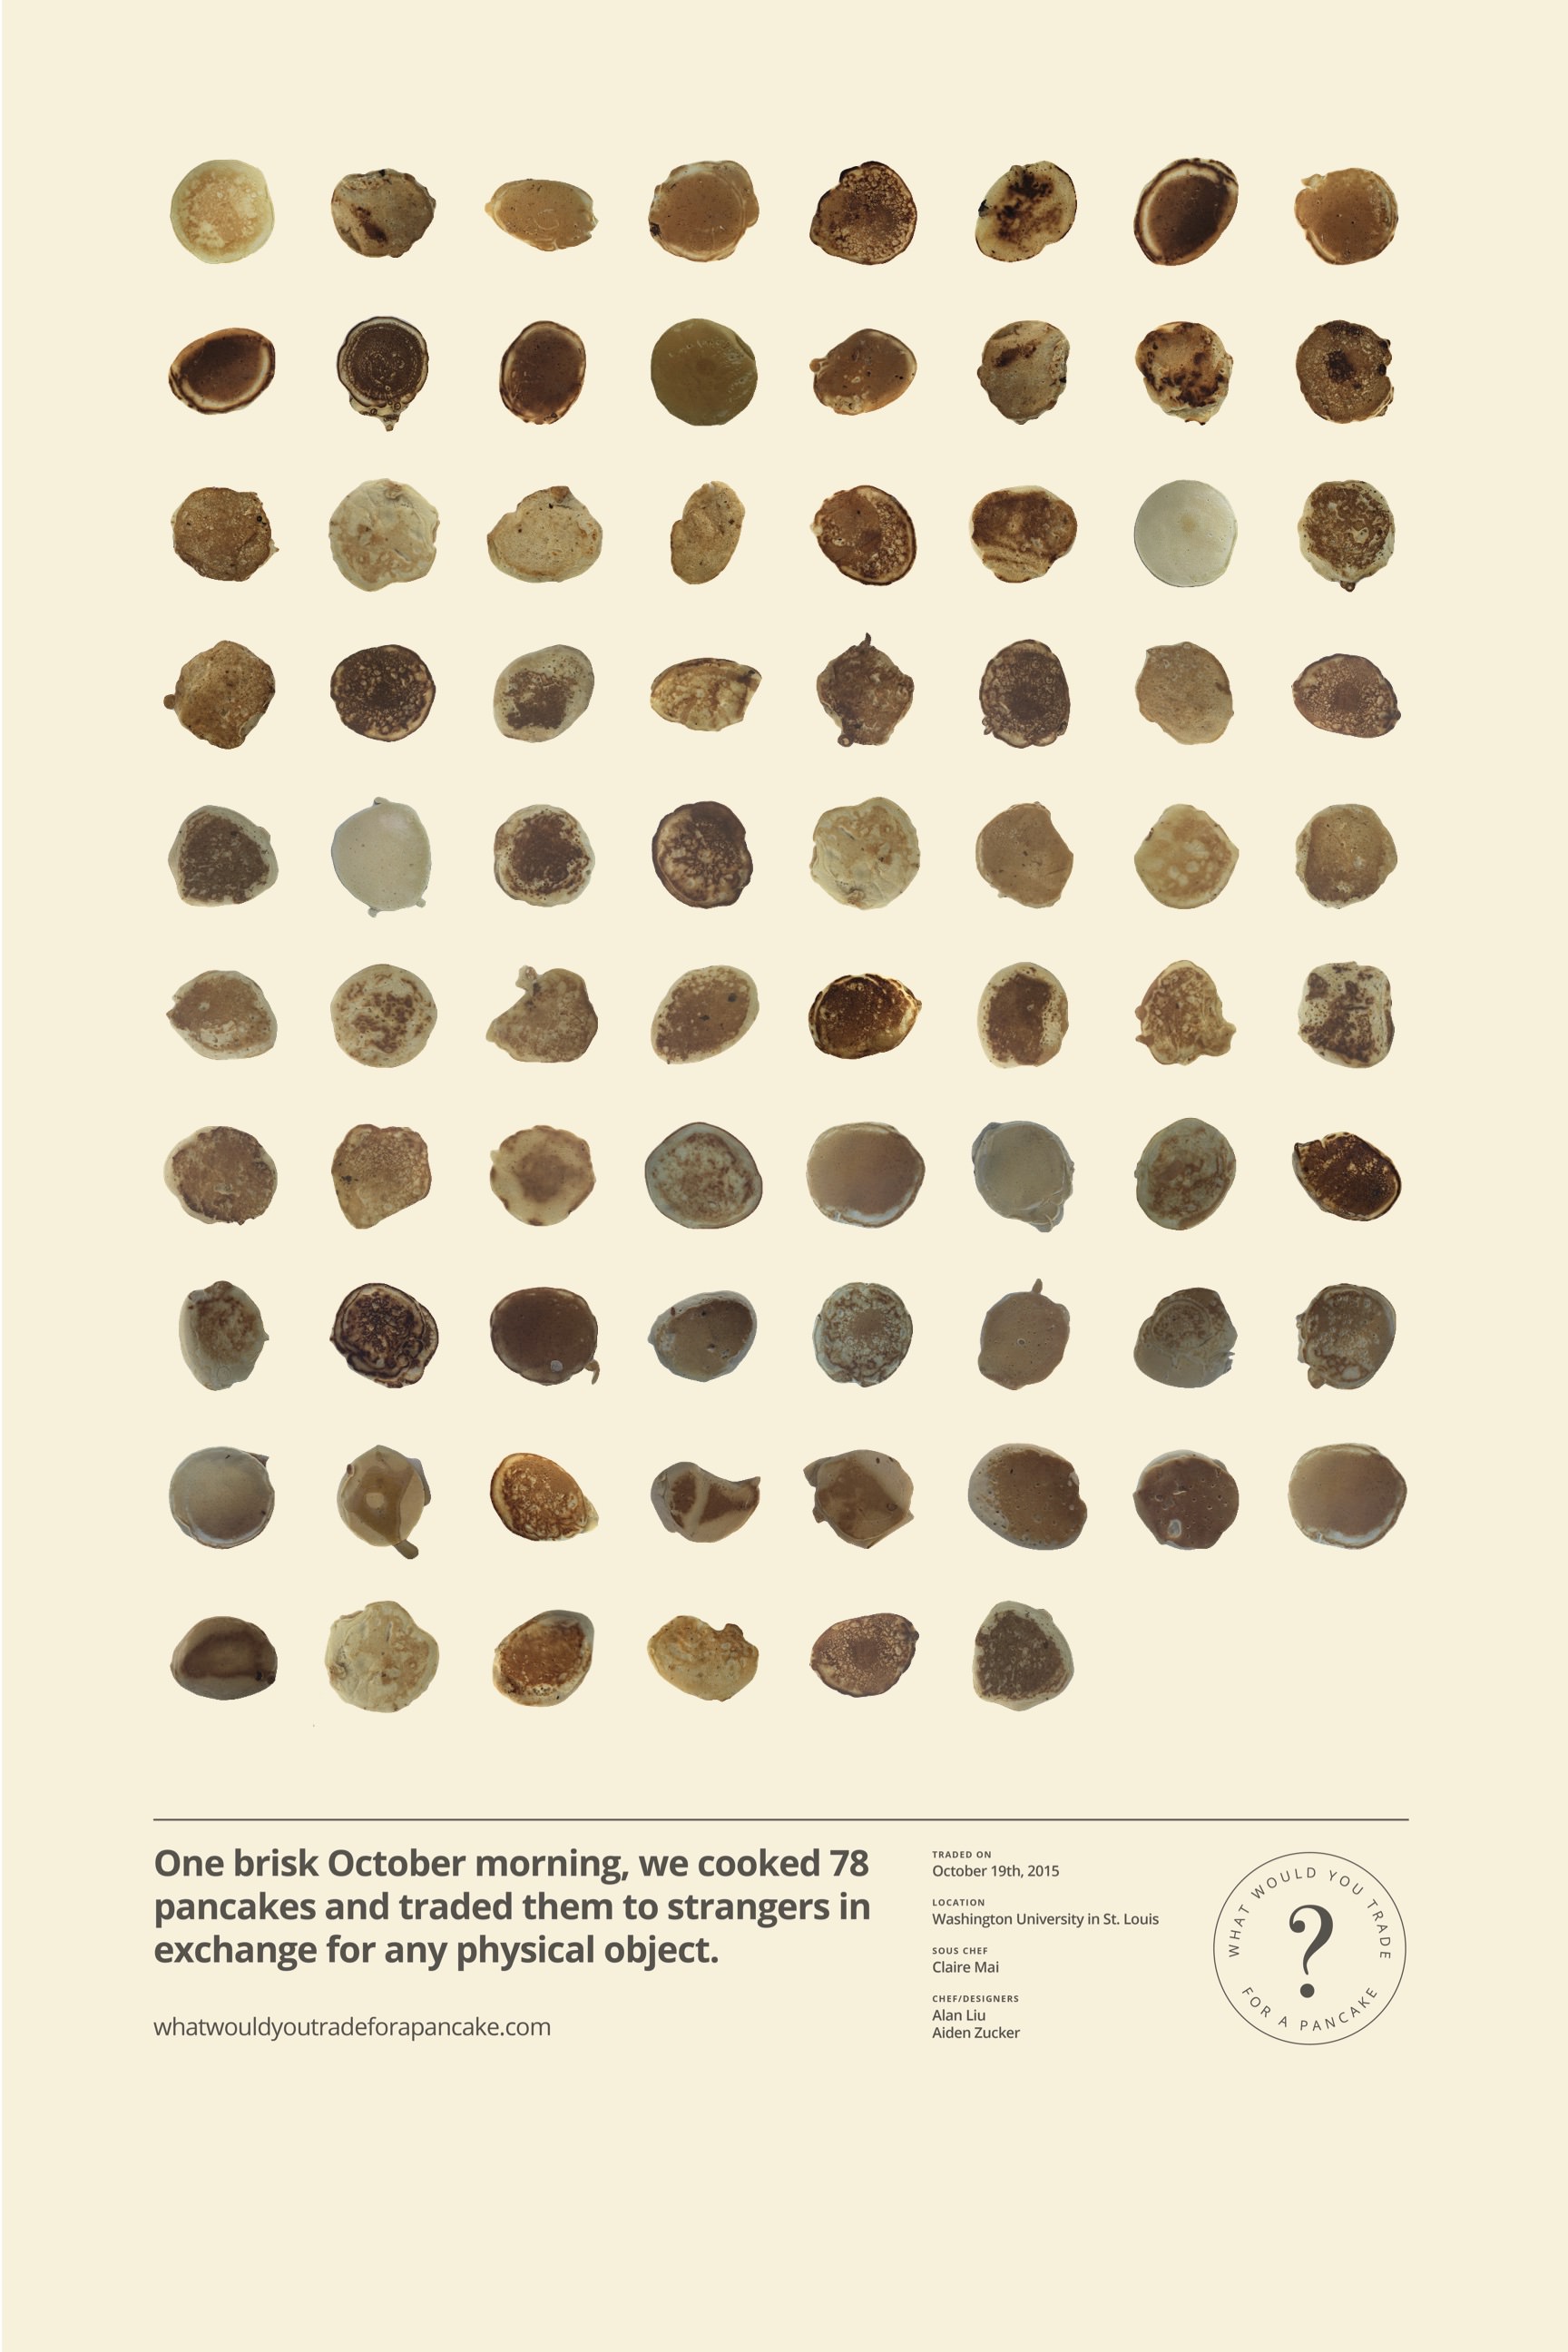 One brisk October morning, we cooked 78
pancakes and traded them to strangers in
exchange for any physical object.
whatwouldyoutradeforapancake.com
TRADED ON
October 19th, 2015
LOCATION
Washington University in St. Louis
SOUS CHEF
Claire Mai
CHEF/DESIGNERS
Alan Liu
Aiden Zucker
WHAT WOULD YOU TRADE
?
FOR A PANCAKE